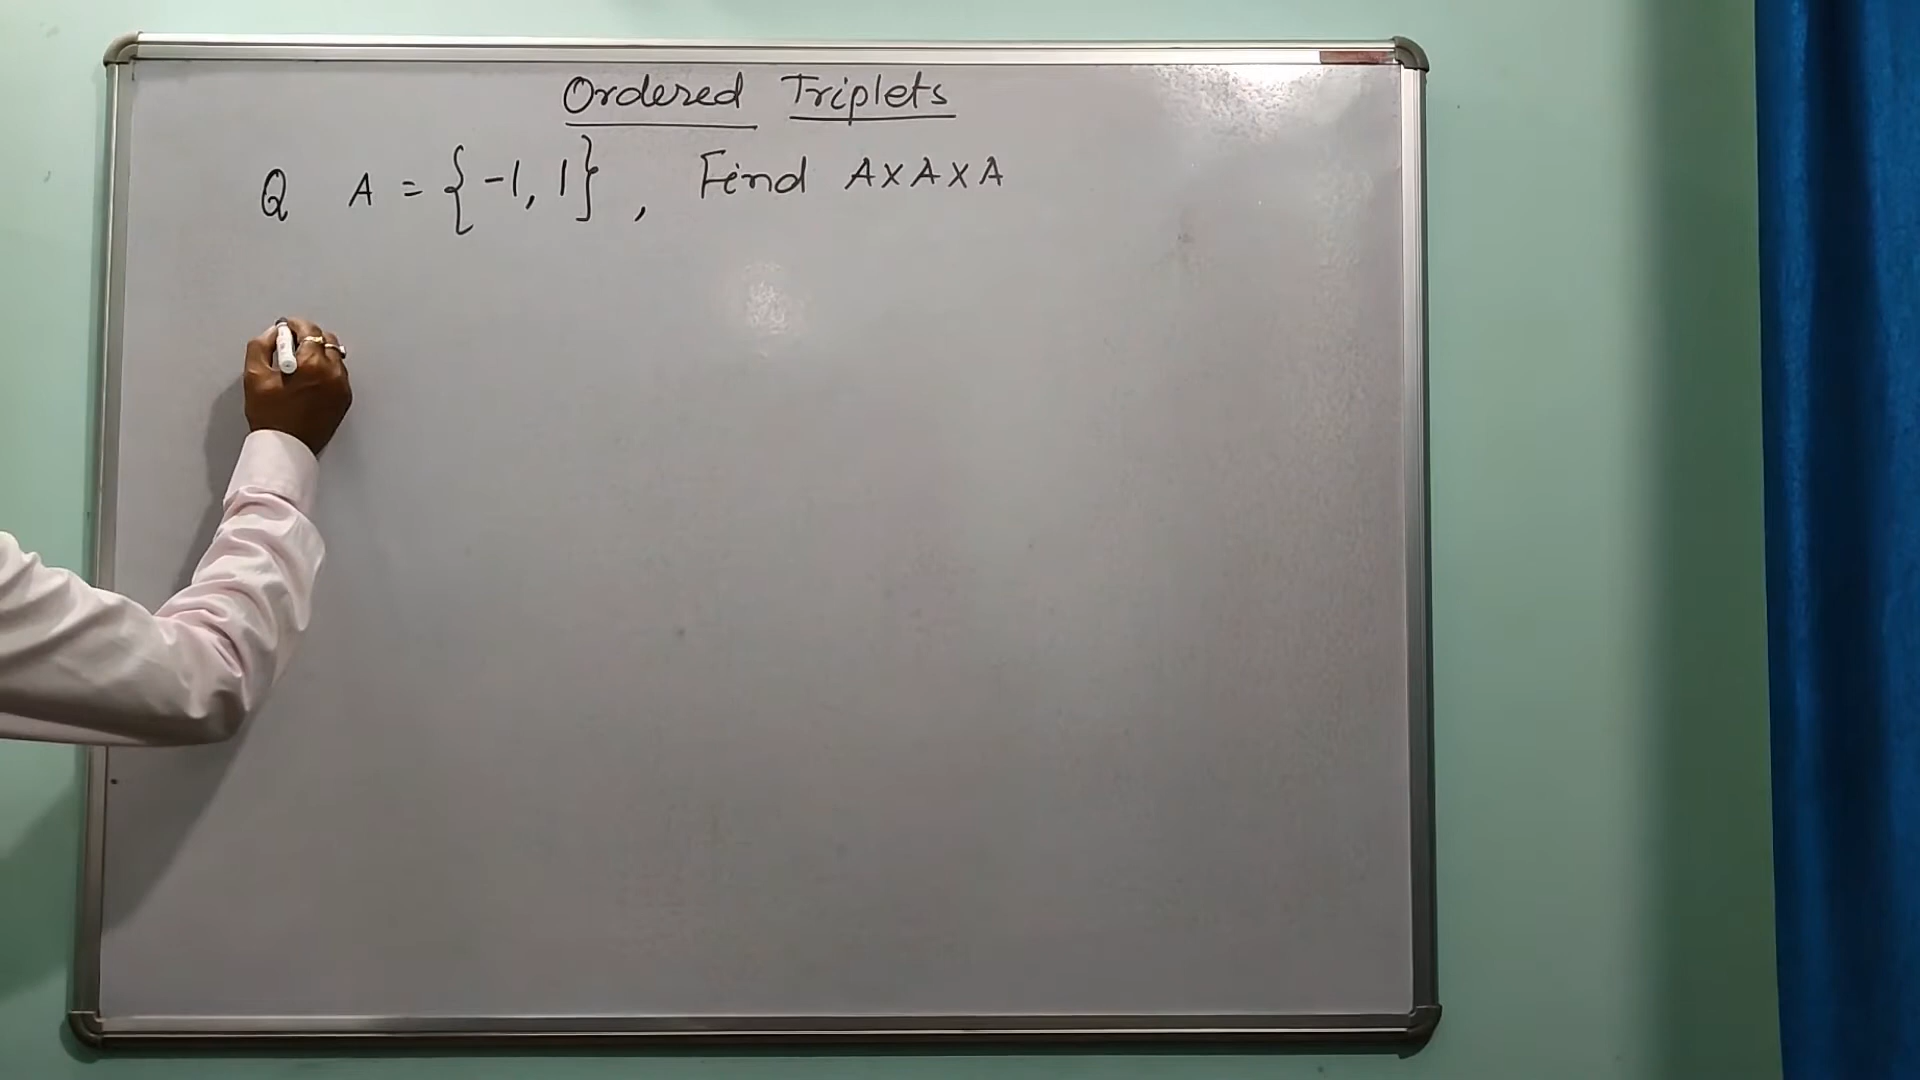 Ordered Triplets
Q A = {-1, 1}, Find A×A×A